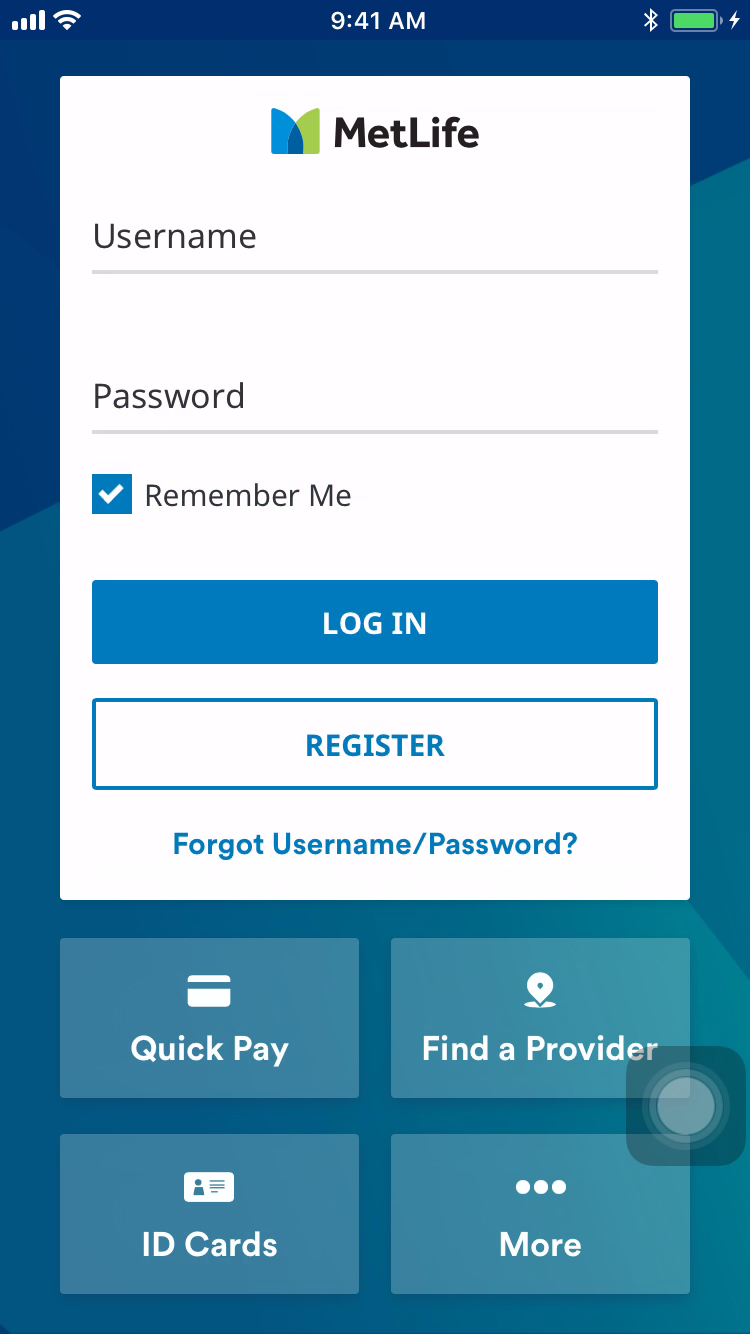 9:41 AM
MetLife
Username
Password
Remember Me
LOG IN
REGISTER
Forgot Username/Password?
Quick Pay
Find a Provider
ID Cards
More